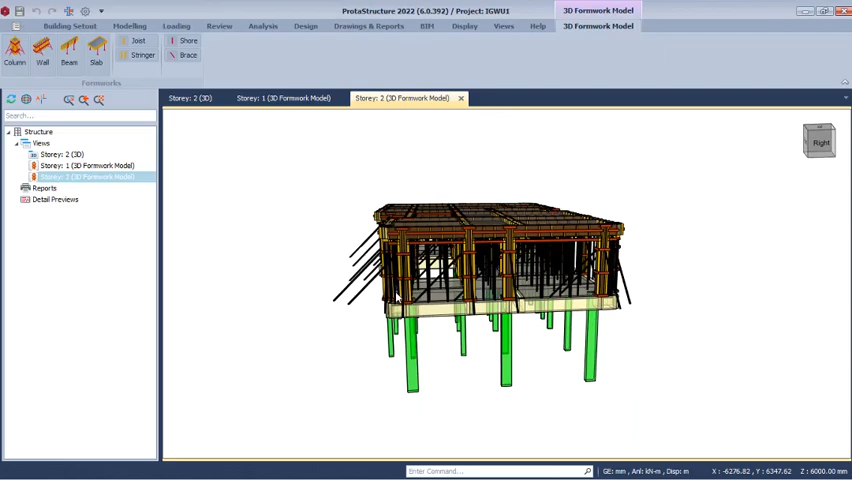 ProtaStructure 2022 (6.0.392) / Project: IGWU1
3D Formwork Model
Building Setout Modelling Loading Review Analysis Design Drawings & Reports BIM Display Views Help 3D Formwork Model
Column Wall Beam Slab Joist Stringer Shore Brace
Formworks
Storey: 2 (3D) Storey: 1 (3D Formwork Model) Storey: 2 (3D Formwork Model)
Search...
Structure
Views
Storey: 2 (3D)
Storey: 1 (3D Formwork Model)
Storey: 2 (3D Formwork Model)
Reports
Detail Previews
Right
Enter Command...
GE: mm, Anl: kN-m, Disp: m X : -6276.82, Y : 6347.62 Z: 6000.00 mm